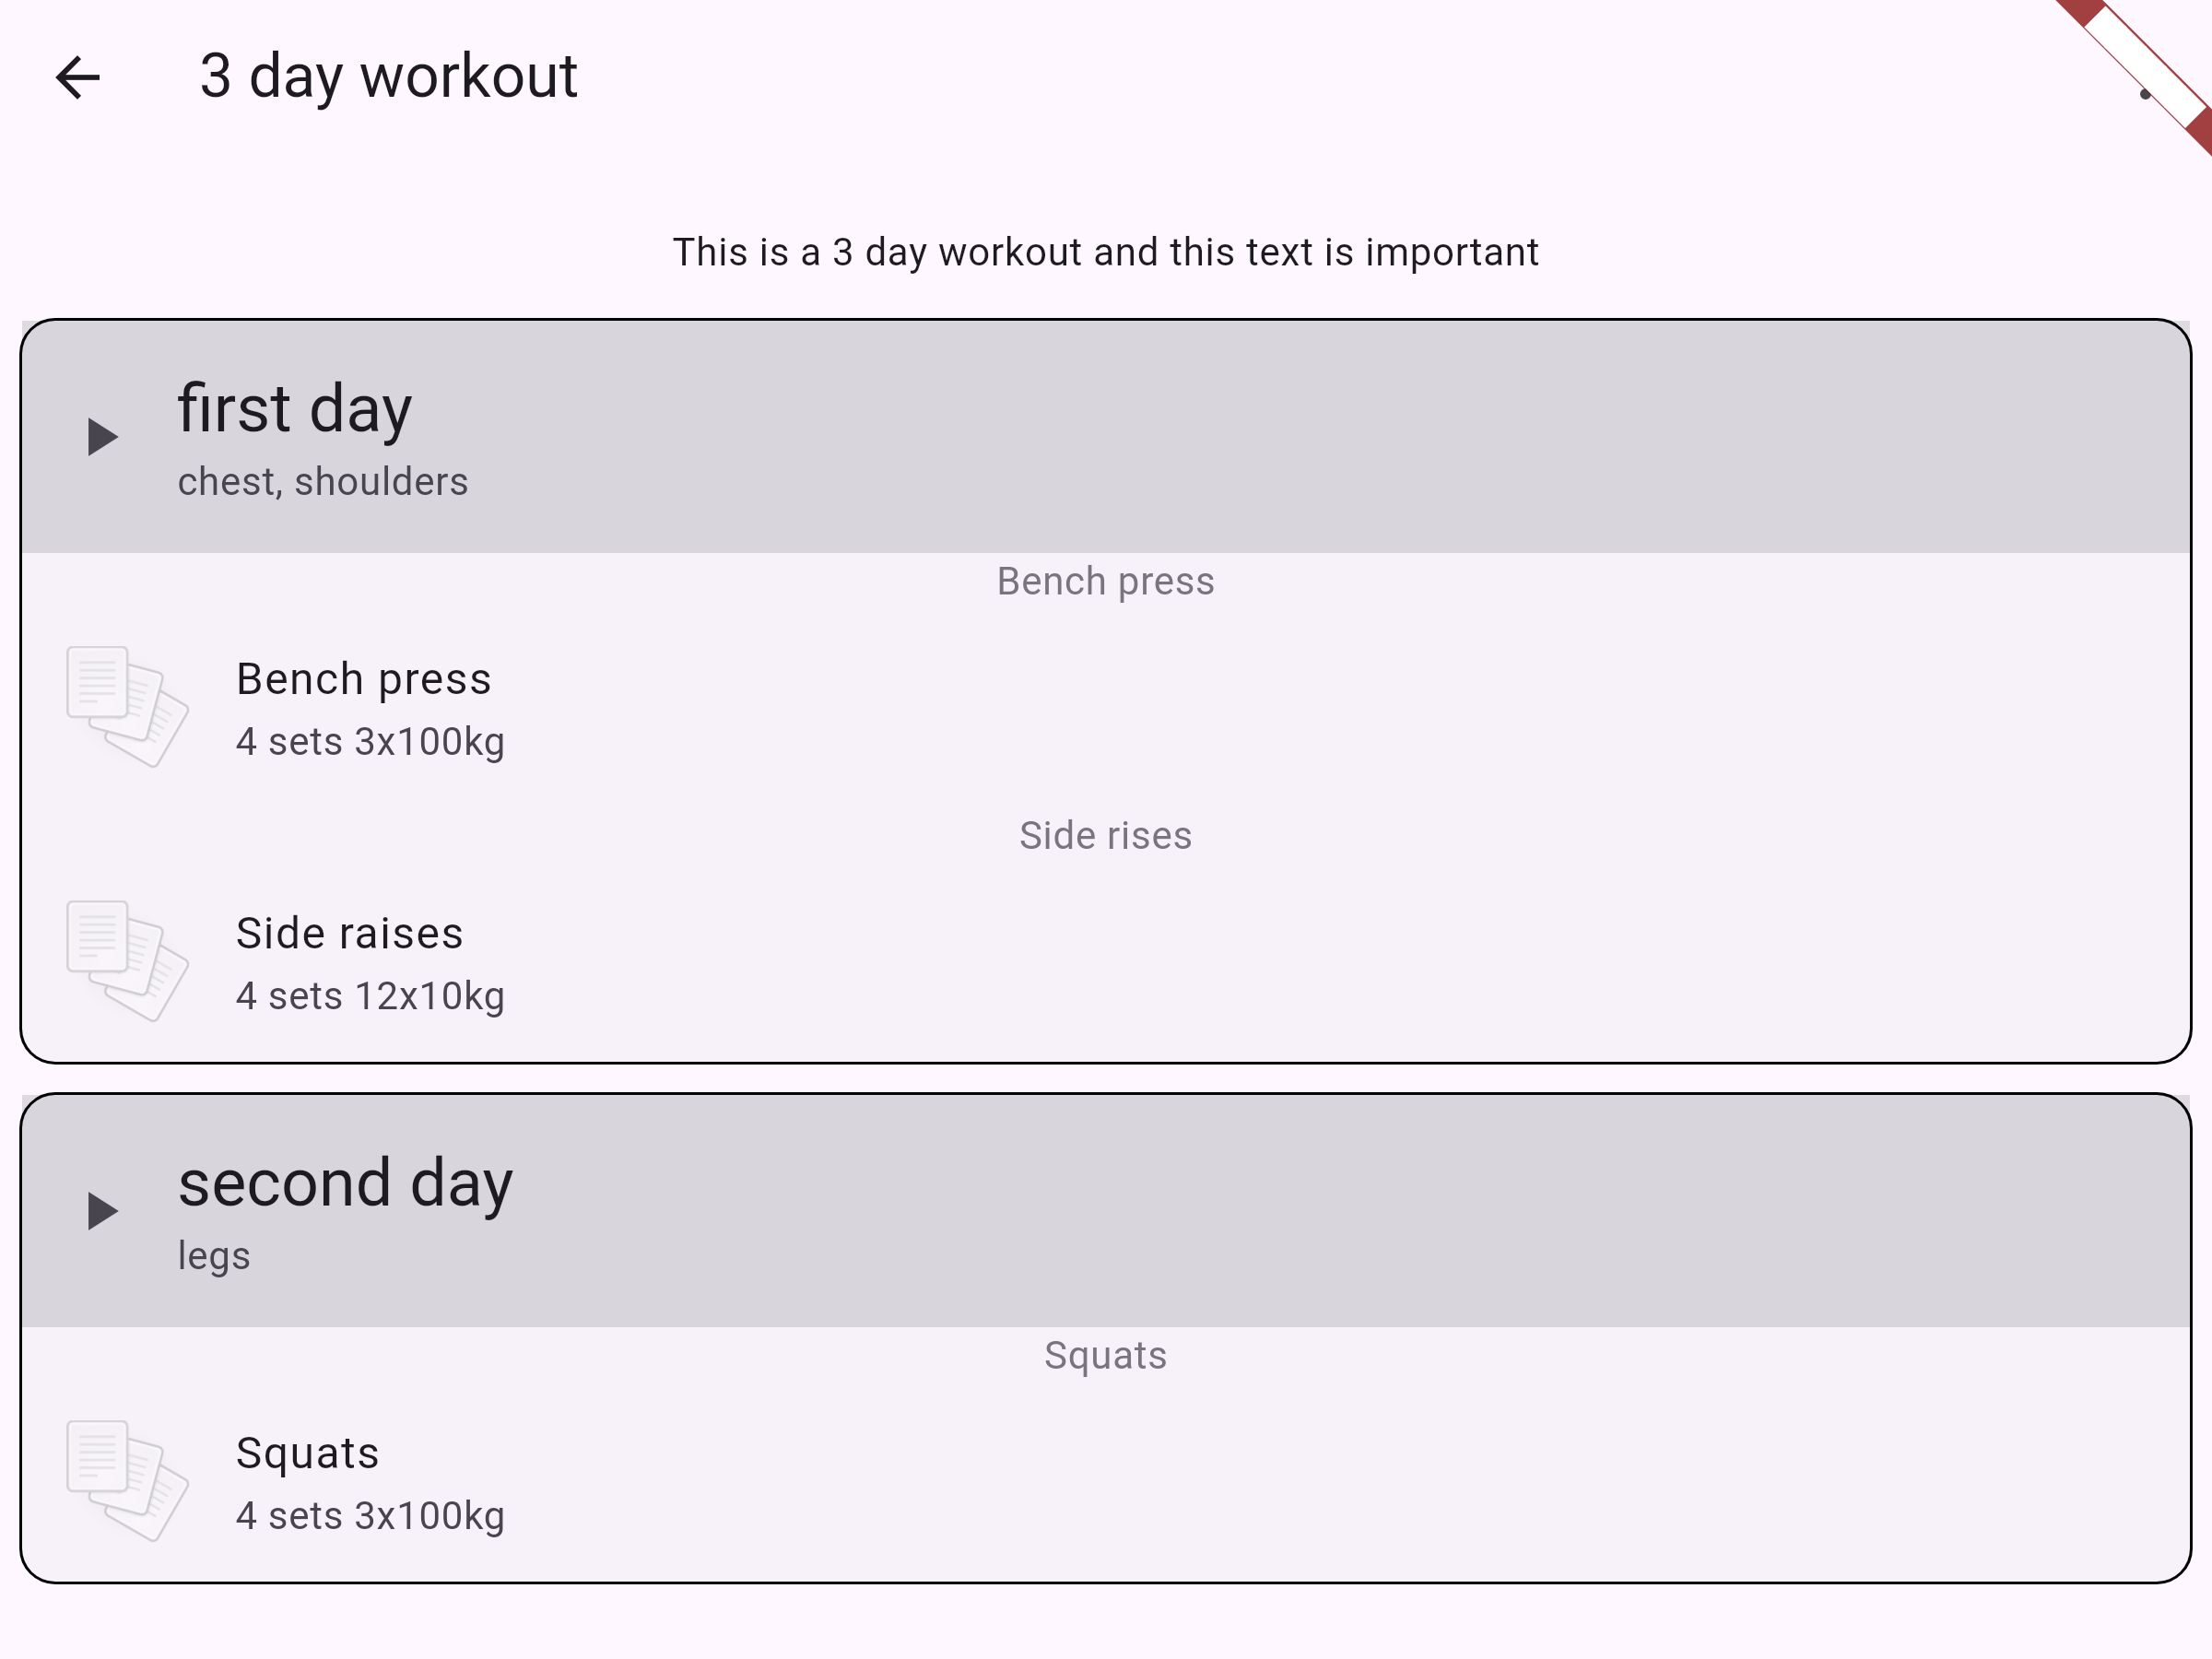 3 day workout
This is a 3 day workout and this text is important
first day
chest, shoulders
Bench press
Bench press
4 sets 3x100kg
Side rises
Side raises
4 sets 12x10kg
second day
legs
Squats
Squats
4 sets 3x100kg